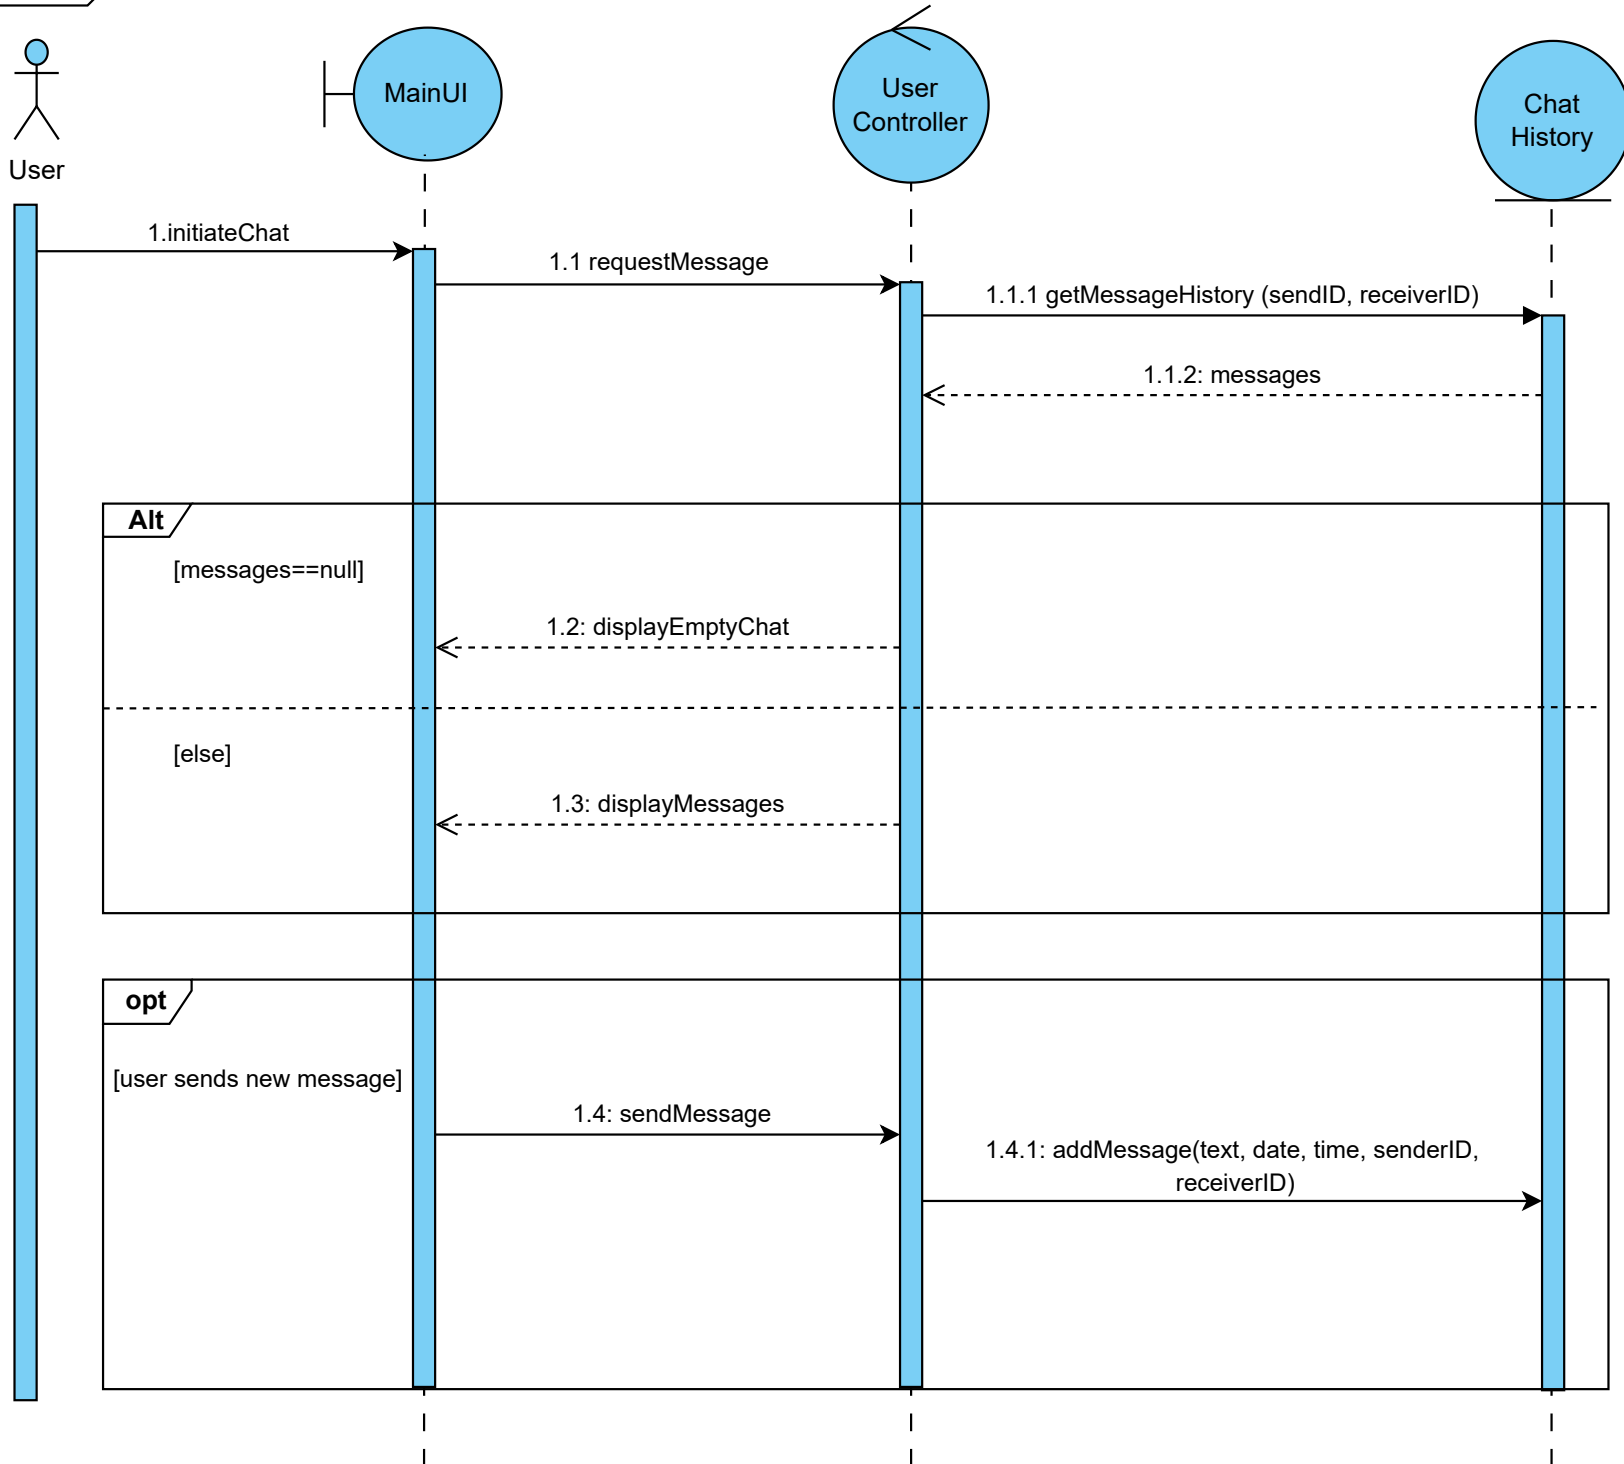 User
MainUI
User
Controller
Chat
History
1.initiateChat
1.1 requestMessage
1.1.1 getMessageHistory (sendID, receiverID)
1.1.2: messages
Alt
[messages==null]
1.2: displayEmptyChat
[else]
1.3: displayMessages
opt
[user sends new message]
1.4: sendMessage
1.4.1: addMessage(text, date, time, senderID,
receiverID)